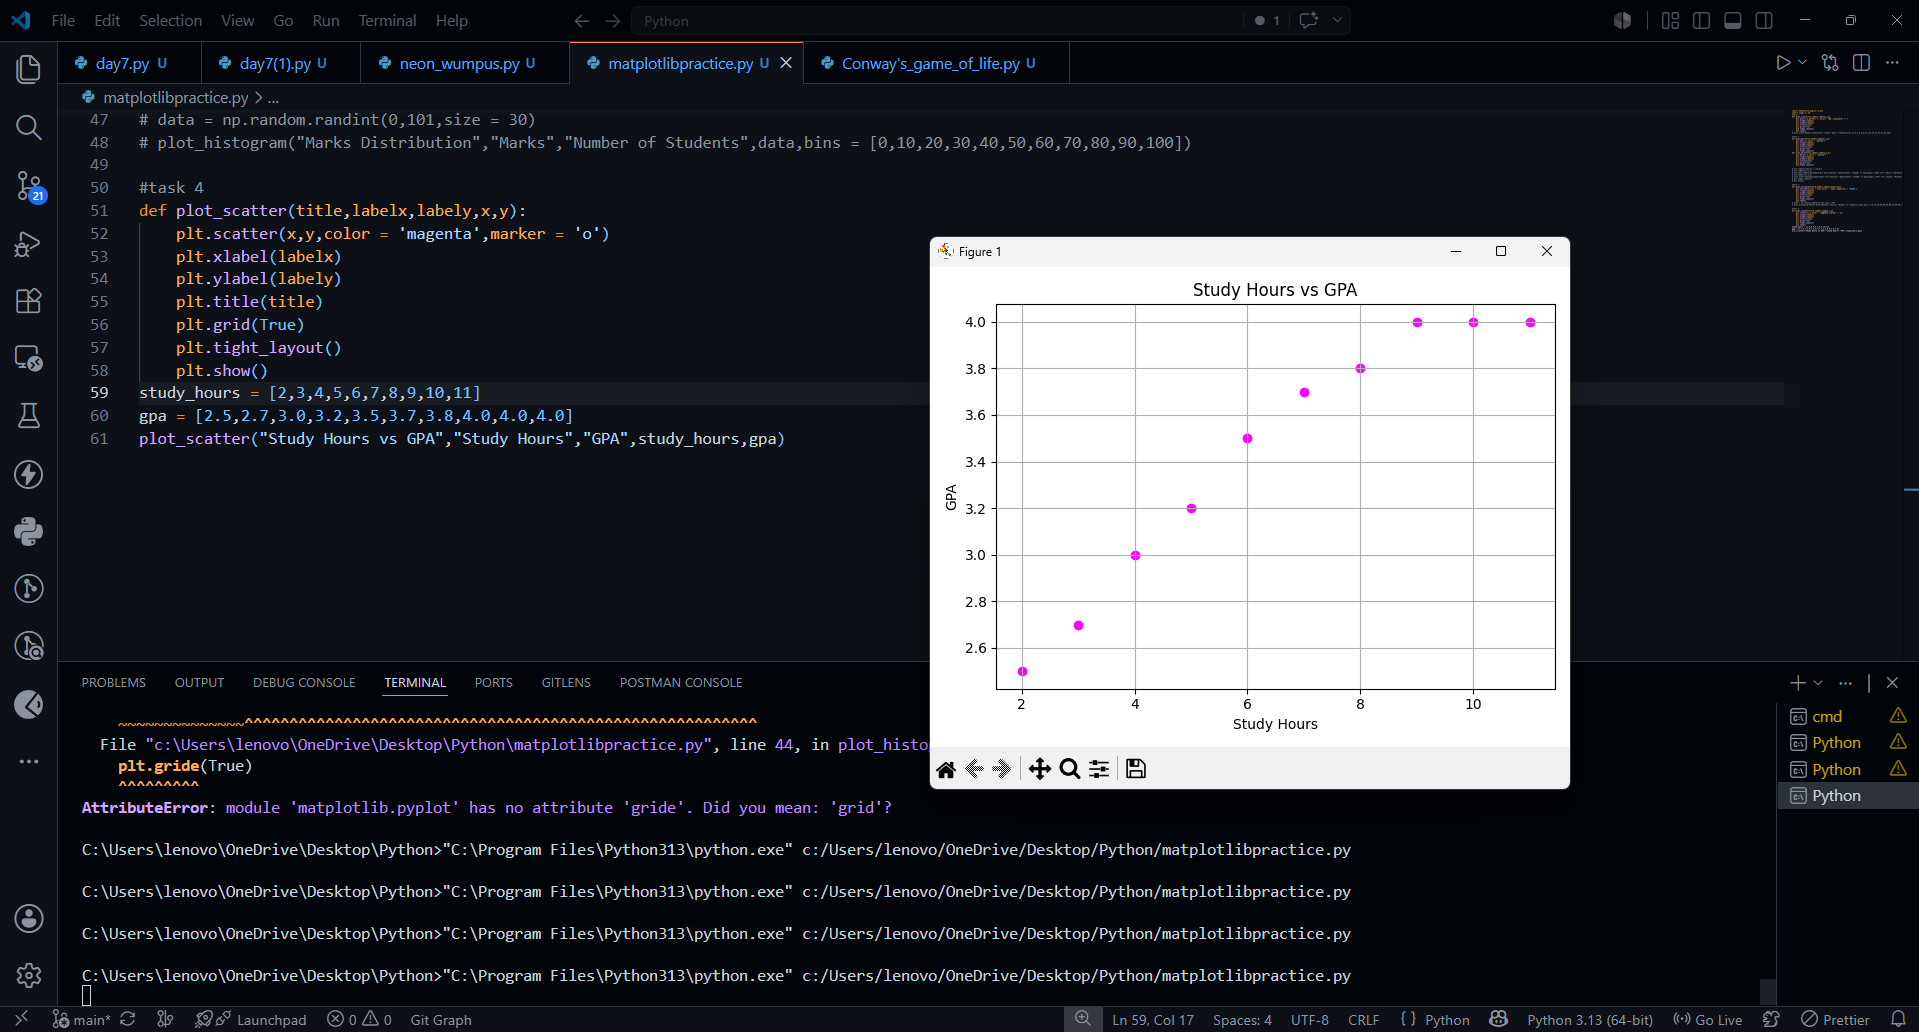 File Edit Selection View Go Run Terminal Help
Python
1
day7.py U
day7(1).py U
neon_wumpus.py U
matplotlibpractice.py U
Conway's_game_of_life.py U
matplotlibpractice.py > ...
47 # data = np.random.randint(0,101,size = 30)
48 # plot_histogram("Marks Distribution","Marks","Number of Students",data,bins = [0,10,20,30,40,50,60,70,80,90,100])
49
50 #task 4
51 def plot_scatter(title,labelx,labely,x,y):
52 plt.scatter(x,y,color = 'magenta',marker = 'o')
53 plt.xlabel(labelx)
54 plt.ylabel(labely)
55 plt.title(title)
56 plt.grid(True)
57 plt.tight_layout()
58 plt.show()
59 study_hours = [2,3,4,5,6,7,8,9,10,11]
60 gpa = [2.5,2.7,3.0,3.2,3.5,3.7,3.8,4.0,4.0,4.0]
61 plot_scatter("Study Hours vs GPA","Study Hours","GPA",study_hours,gpa)
Figure 1
Study Hours vs GPA
4.0
3.8
3.6
3.4
3.2
3.0
2.8
2.6
GPA
2 4 6 8 10
Study Hours
21
PROBLEMS OUTPUT DEBUG CONSOLE TERMINAL PORTS GITLENS POSTMAN CONSOLE
~~~~~~~~~~~~~~^^^^^^^^^^^^^^^^^^^^^^^^^^^^^^^^^^^^^^^^^^^^^^^^^^^^^^^^^
File "c:\Users\lenovo\OneDrive\Desktop\Python\matplotlibpractice.py", line 44, in plot_histo
plt.gride(True)
^^^^^^^^^
AttributeError: module 'matplotlib.pyplot' has no attribute 'gride'. Did you mean: 'grid'?
C:\Users\lenovo\OneDrive\Desktop\Python>"C:\Program Files\Python313\python.exe" c:/Users/lenovo/OneDrive/Desktop/Python/matplotlibpractice.py
C:\Users\lenovo\OneDrive\Desktop\Python>"C:\Program Files\Python313\python.exe" c:/Users/lenovo/OneDrive/Desktop/Python/matplotlibpractice.py
C:\Users\lenovo\OneDrive\Desktop\Python>"C:\Program Files\Python313\python.exe" c:/Users/lenovo/OneDrive/Desktop/Python/matplotlibpractice.py
C:\Users\lenovo\OneDrive\Desktop\Python>"C:\Program Files\Python313\python.exe" c:/Users/lenovo/OneDrive/Desktop/Python/matplotlibpractice.py
cmd
Python
Python
Python
main* Launchpad 0 0 Git Graph Ln 59, Col 17 Spaces: 4 UTF-8 CRLF { } Python Python 3.13 (64-bit) Go Live Prettier